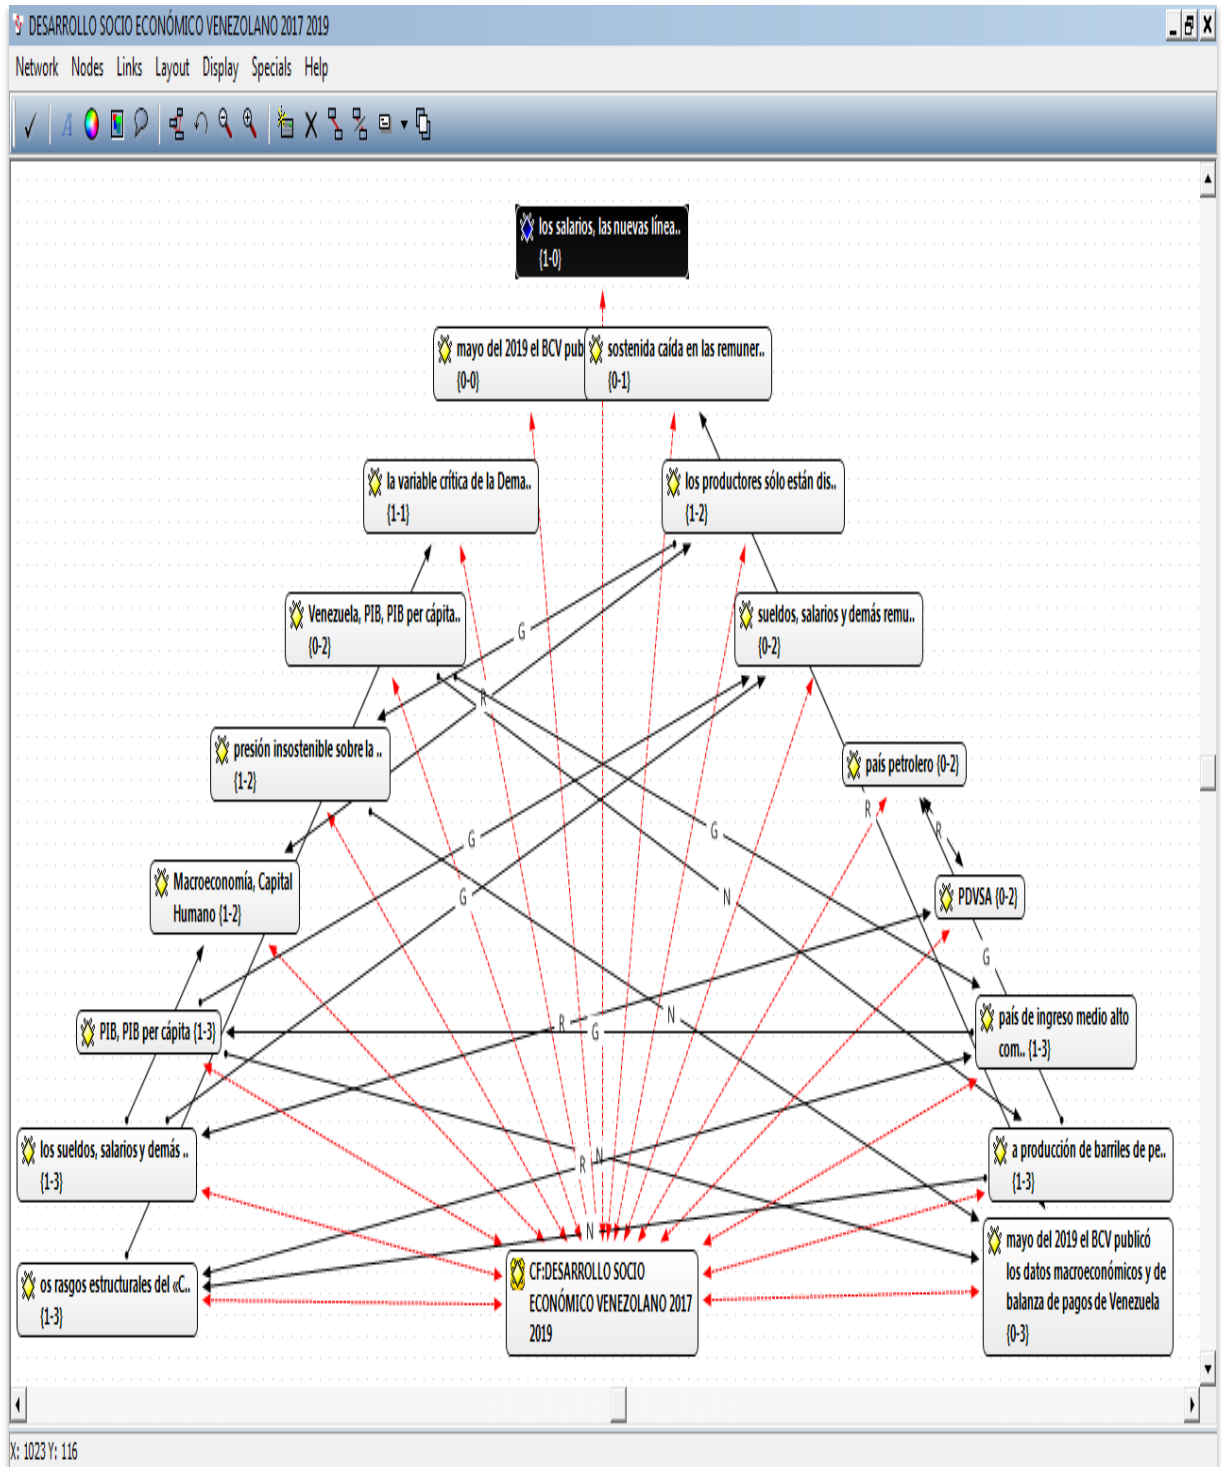 DESARROLLO SOCIO ECONÓMICO VENEZOLANO 2017 2019
Network Nodes Links Layout Display Specials Help
los salarios, las nuevas línea..
{1-0}
mayo del 2019 el BCV pub
{0-0}
sostenida caída en las remuner..
{0-1}
la variable crítica de la Dema..
{1-1}
los productores sólo están dis..
{1-2}
Venezuela, PIB, PIB per cápita..
{0-2}
sueldos, salarios y demás remu..
{0-2}
G
R
presión insostenible sobre la ..
{1-2}
país petrolero {0-2}
R
G
R
G
Macroeconomía, Capital
Humano {1-2}
PDVSA {0-2}
G
N
G
PIB, PIB per cápita {1-3}
R
G
N
país de ingreso medio alto
com.. {1-3}
los sueldos, salarios y demás ..
{1-3}
R
N
a producción de barriles de pe..
{1-3}
N
os rasgos estructurales del «C..
{1-3}
CF:DESARROLLO SOCIO
ECONÓMICO VENEZOLANO 2017
2019
mayo del 2019 el BCV publicó
los datos macroeconómicos y de
balanza de pagos de Venezuela
{0-3}
X: 1023 Y: 116